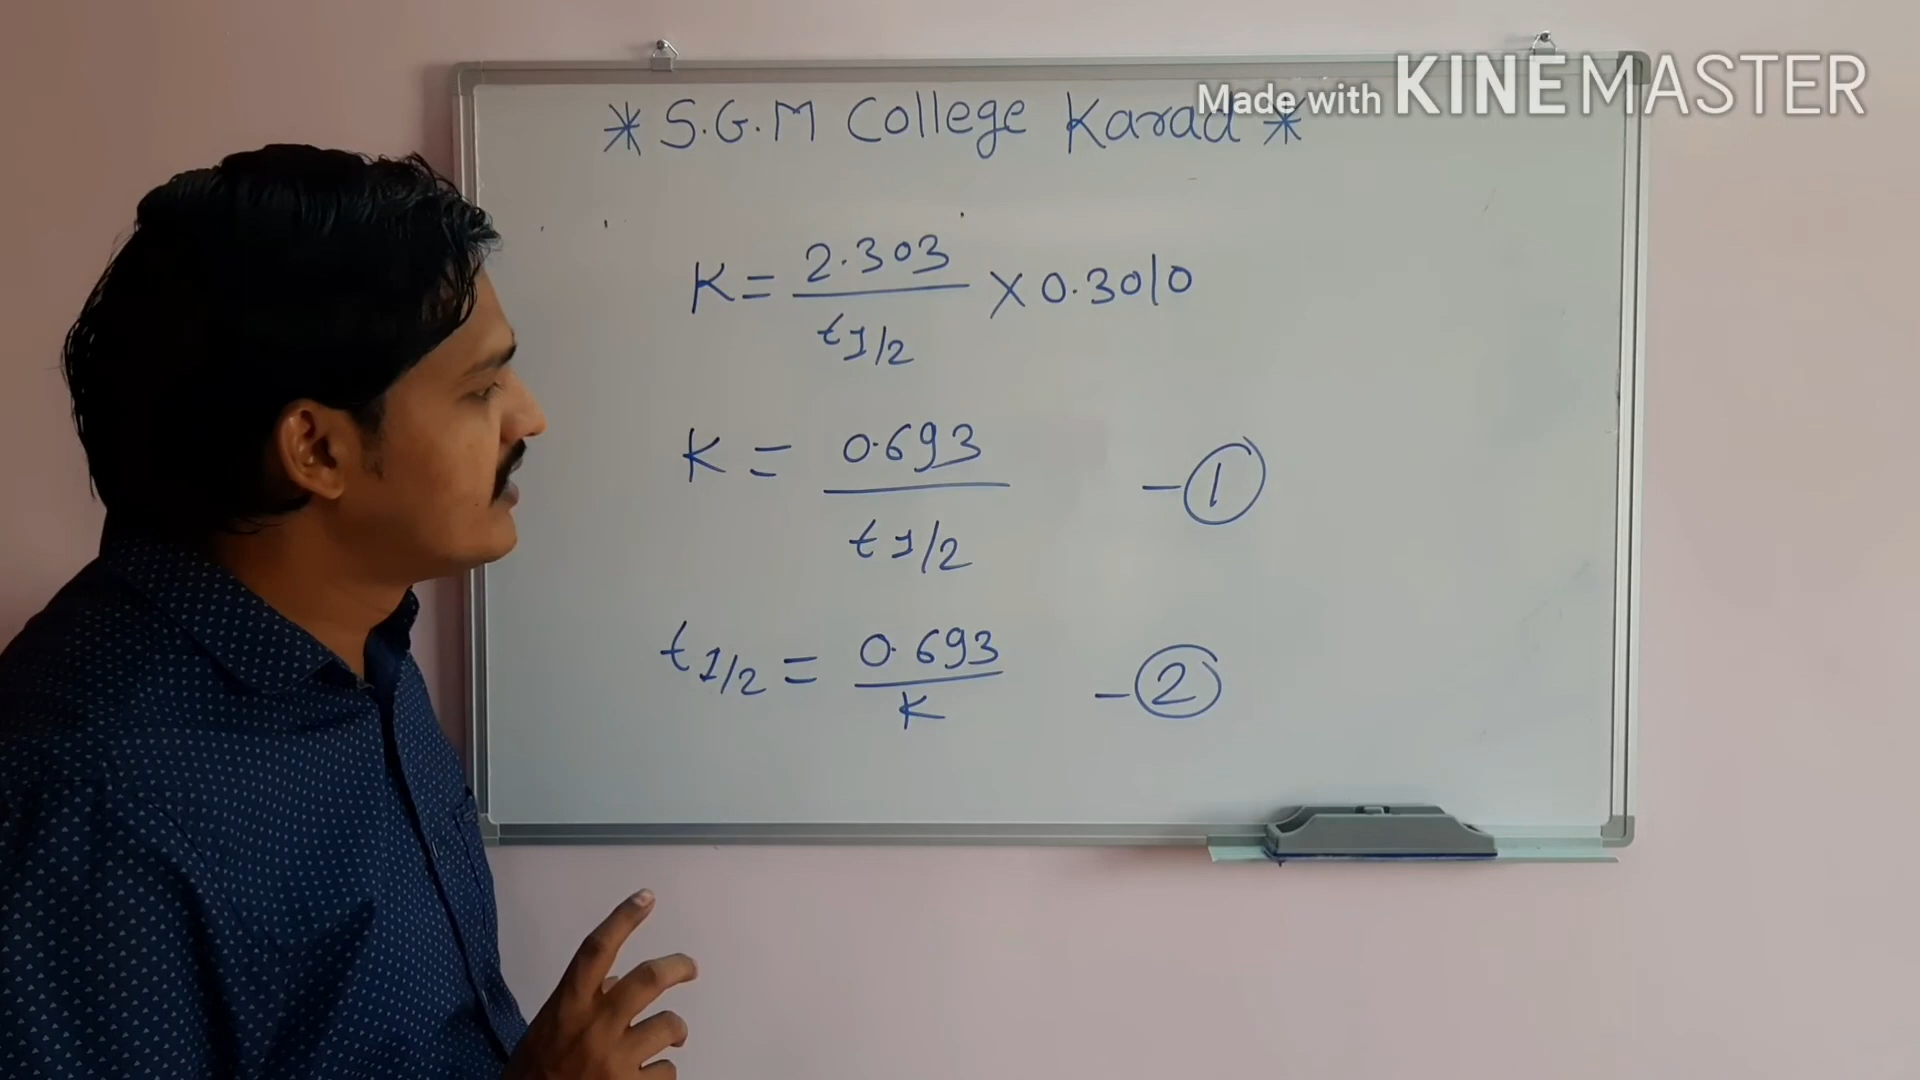 Made with KINEMASTER
* S.G.M College Karad *
K = 2.303 / t1/2 × 0.3010
K = 0.693 / t1/2 - 1
t1/2 = 0.693 / K - 2